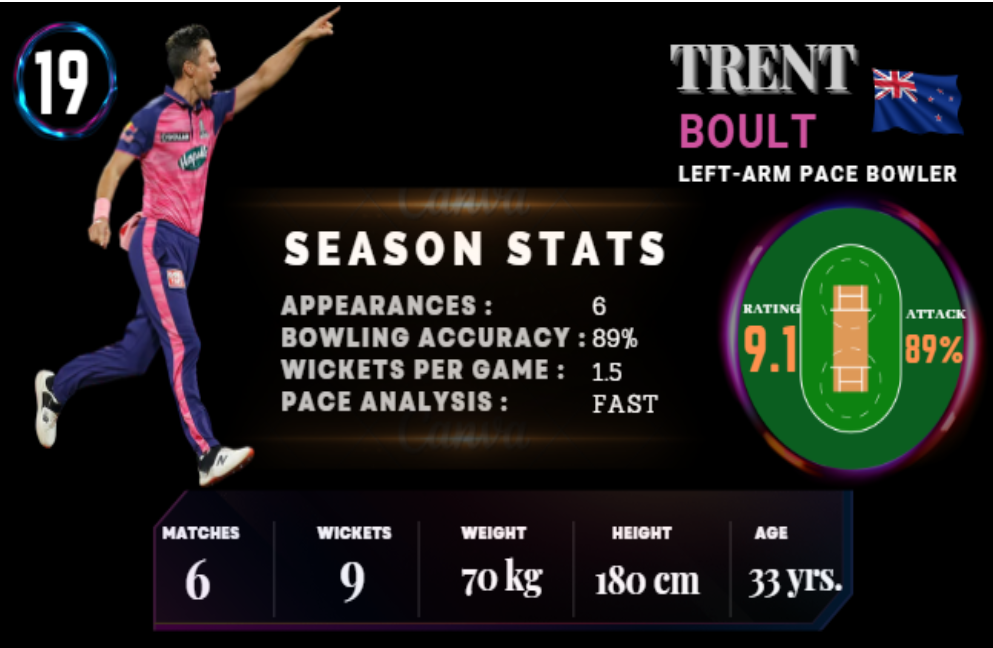 19
TRENT
BOULT
LEFT-ARM PACE BOWLER
Canva
SEASON STATS
APPEARANCES : 6
BOWLING ACCURACY : 89%
WICKETS PER GAME : 1.5
PACE ANALYSIS : FAST
Canva
RATING
9.1
ATTACK
89%
MATCHES WICKETS WEIGHT HEIGHT AGE
6 9 70 kg 180 cm 33 yrs.